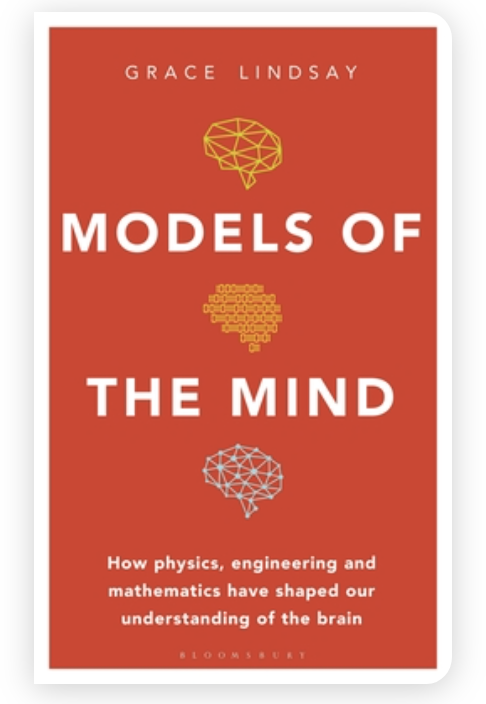 GRACE LINDSAY
MODELS OF
THE MIND
How physics, engineering and
mathematics have shaped our
understanding of the brain
BLOOMSBURY